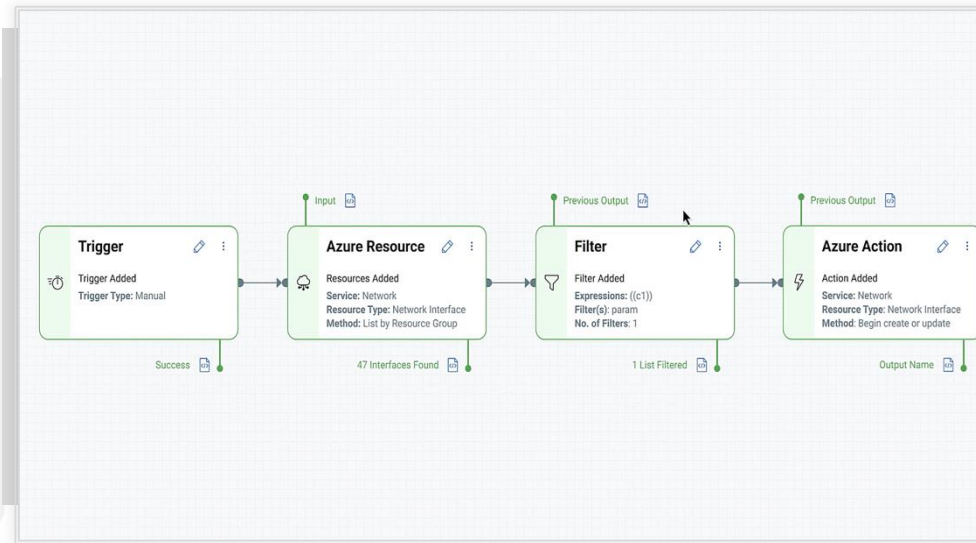 Input
Previous Output
Previous Output
Trigger
Trigger Added
Trigger Type: Manual
Success
Azure Resource
Resources Added
Service: Network
Resource Type: Network Interface
Method: List by Resource Group
47 Interfaces Found
Filter
Filter Added
Expressions: ((c1))
Filter(s): param
No. of Filters: 1
1 List Filtered
Azure Action
Action Added
Service: Network
Resource Type: Network Interface
Method: Begin create or update
Output Name